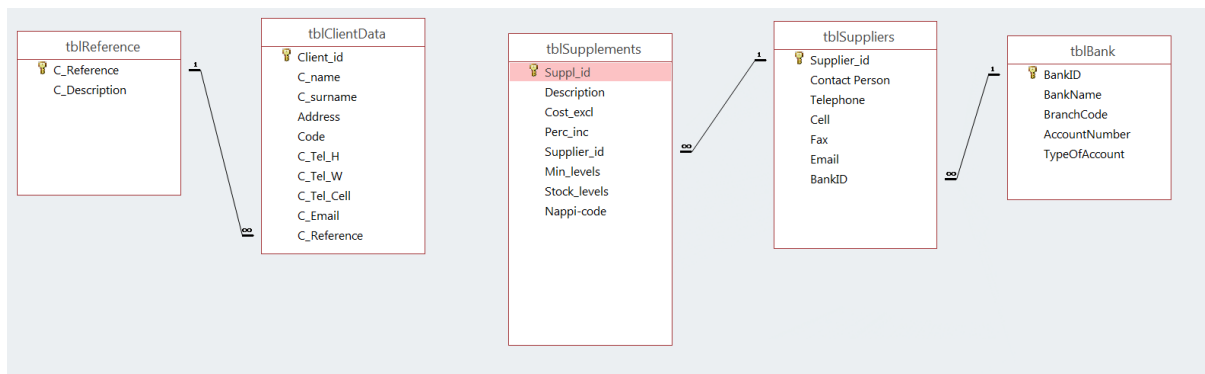 tblReference
C_Reference
C_Description
1
∞
tblClientData
Client_id
C_name
C_surname
Address
Code
C_Tel_H
C_Tel_W
C_Tel_Cell
C_Email
C_Reference
tblSupplements
Suppl_id
Description
Cost_excl
Perc_inc
Supplier_id
Min_levels
Stock_levels
Nappi-code
∞
1
tblSuppliers
Supplier_id
Contact Person
Telephone
Cell
Fax
Email
BankID
∞
1
tblBank
BankID
BankName
BranchCode
AccountNumber
TypeOfAccount